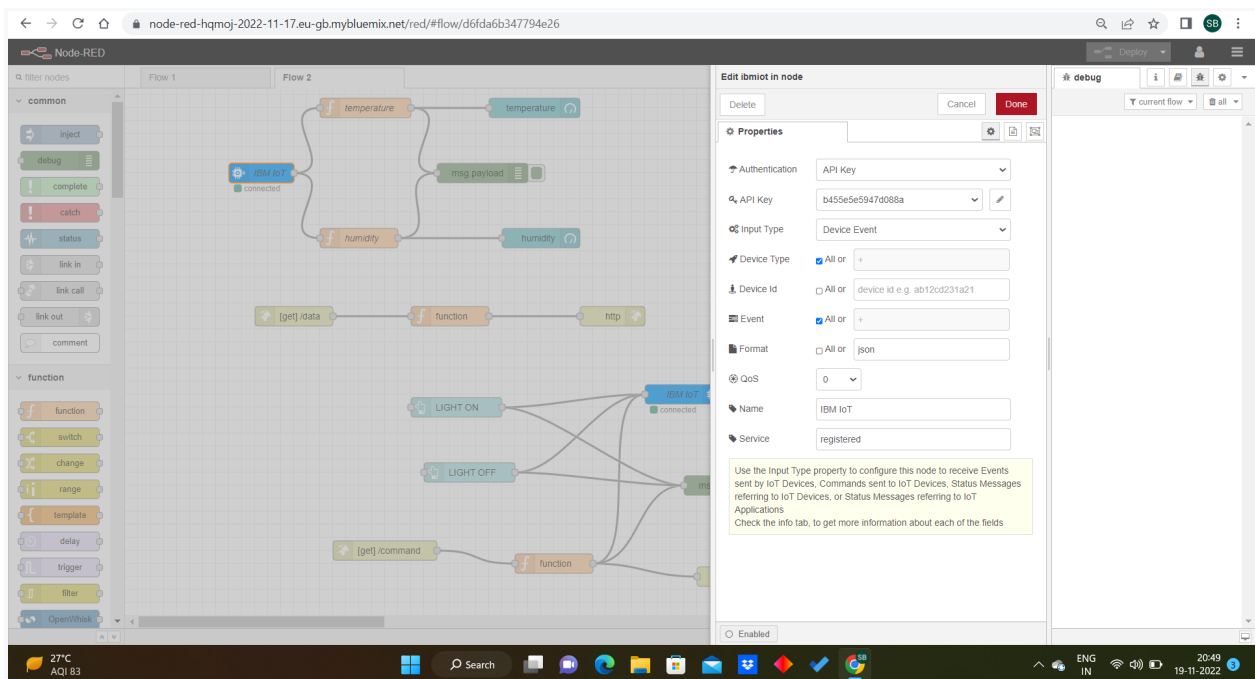 node-red-hqmoj-2022-11-17.eu-gb.mybluemix.net/red/#flow/d6fda6b347794e26
SB
Node-RED
Deploy
filter nodes
Flow 1
Flow 2
Edit ibmiot in node
debug
i
common
Delete
Cancel
Done
current flow
all
inject
debug
complete
catch
status
link in
link call
link out
comment
function
function
switch
change
range
template
delay
trigger
filter
OpenWhisk
temperature
temperature
IBM IoT
connected
msg.payload
humidity
humidity
[get] /data
function
http
LIGHT ON
IBM IoT
connected
LIGHT OFF
ms
[get] /command
function
Properties
Authentication
API Key
API Key
b455e5e5947d088a
Input Type
Device Event
Device Type
All or
+
Device Id
All or
device id e.g. ab12cd231a21
Event
All or
+
Format
All or
json
QoS
0
Name
IBM IoT
Service
registered
Use the Input Type property to configure this node to receive Events
sent by IoT Devices, Commands sent to IoT Devices, Status Messages
referring to IoT Devices, or Status Messages referring to IoT
Applications
Check the info tab, to get more information about each of the fields
Enabled
27°C
AQI 83
Search
SB
ENG
IN
20:49
19-11-2022
3